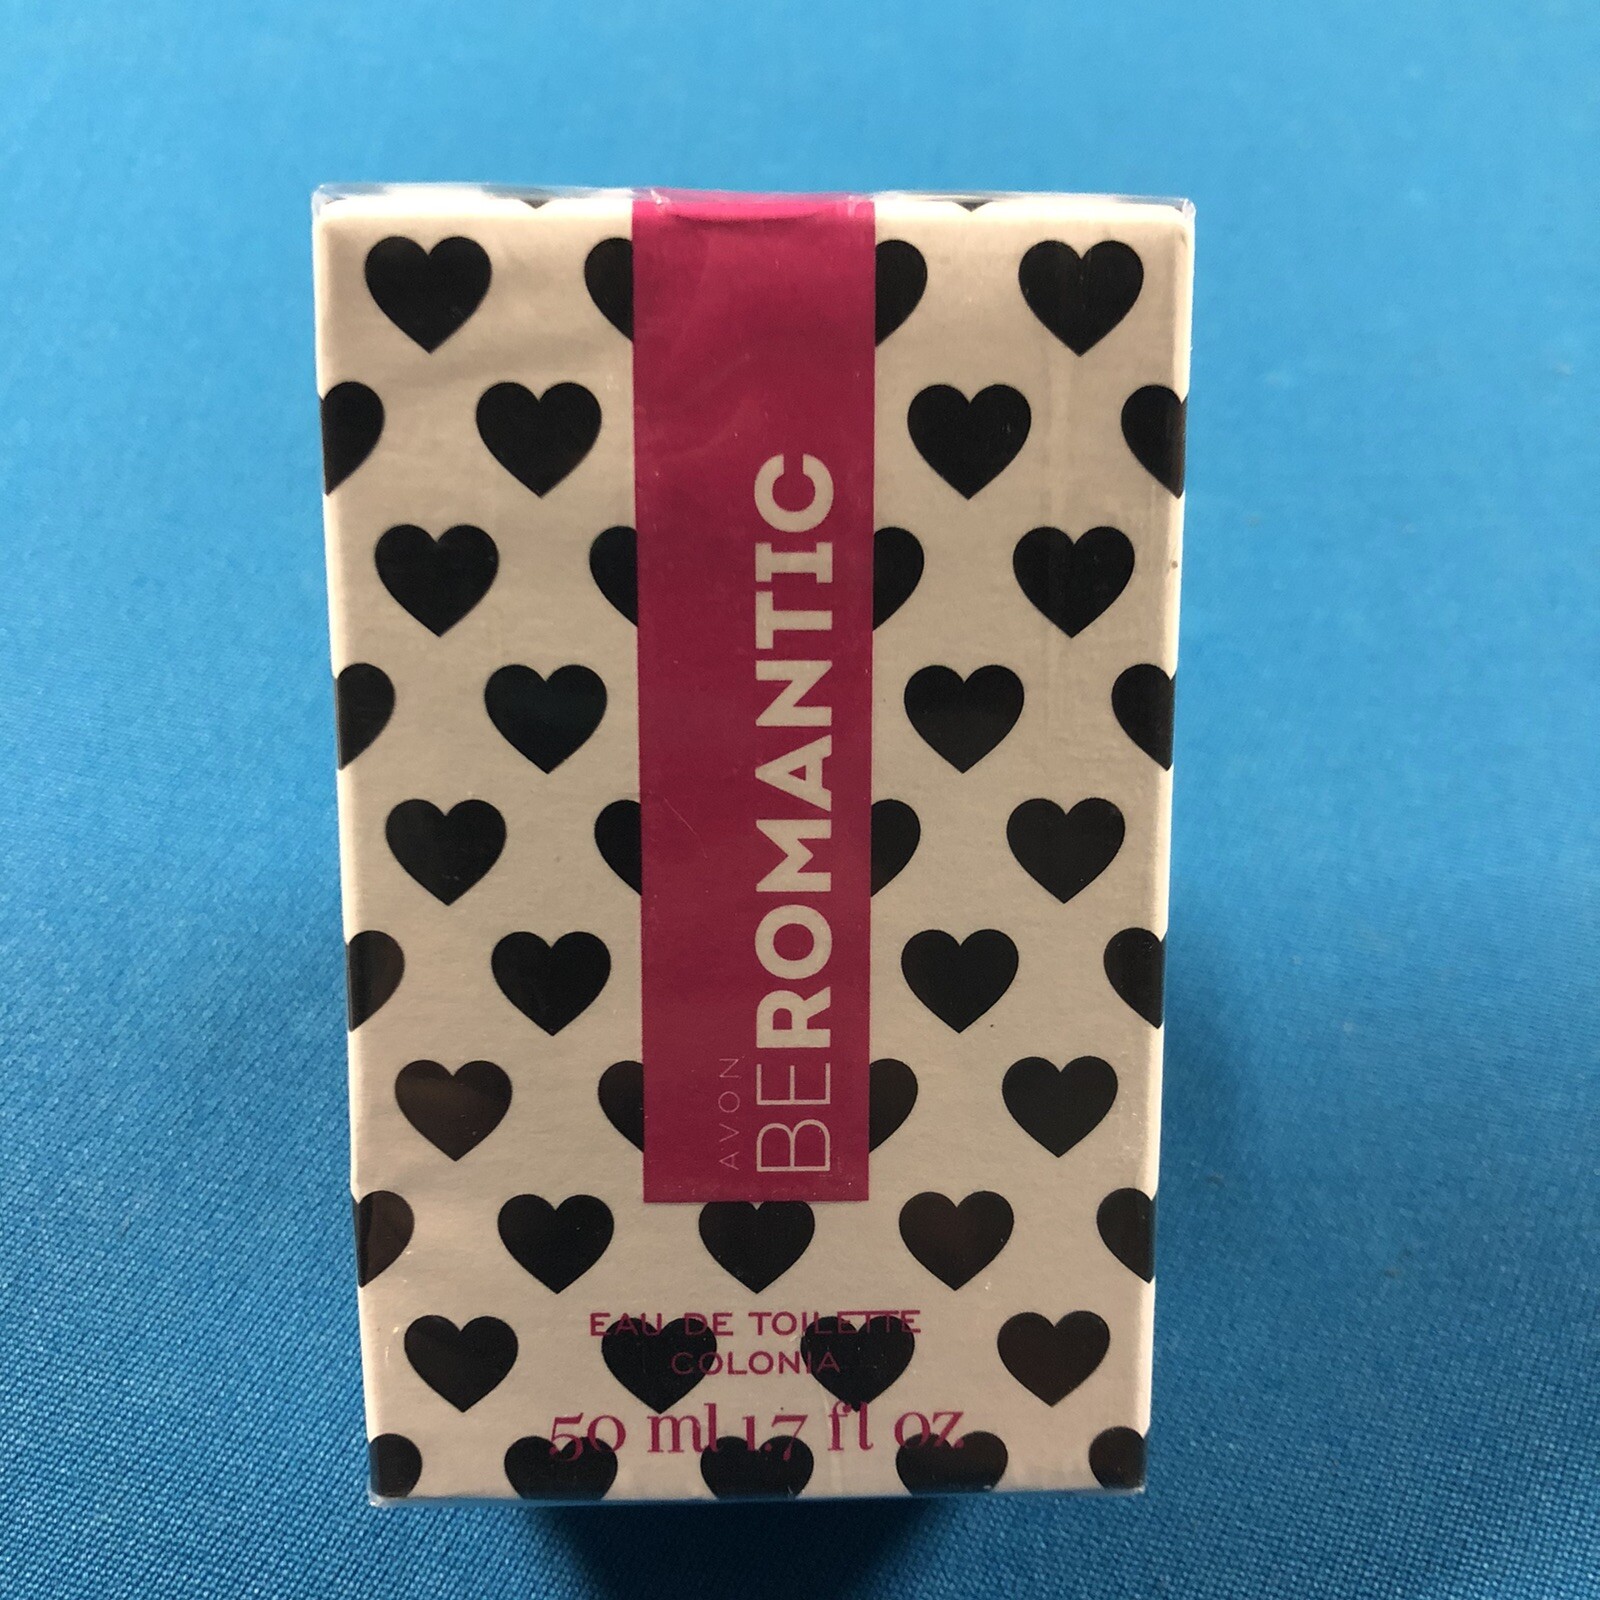 AVON
BEROMANTIC
EAU DE TOILETTE
COLONIA
50 ml 1.7 fl oz